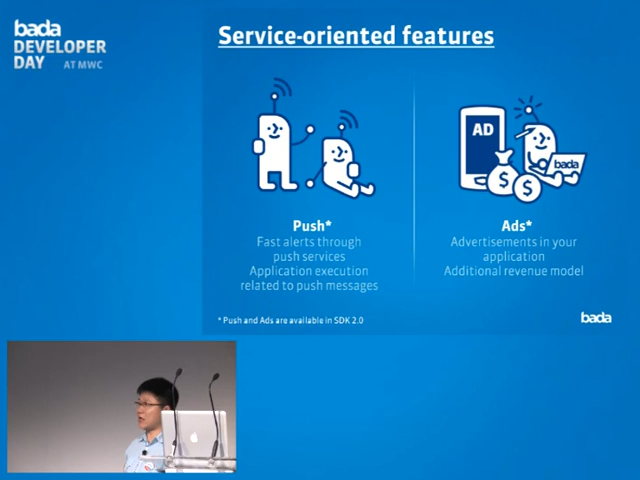 bada
DEVELOPER
DAY AT MWC
Service-oriented features
AD
bada
$ $
Push*
Fast alerts through
push services
Application execution
related to push messages
Ads*
Advertisements in your
application
Additional revenue model
* Push and Ads are available in SDK 2.0
bada